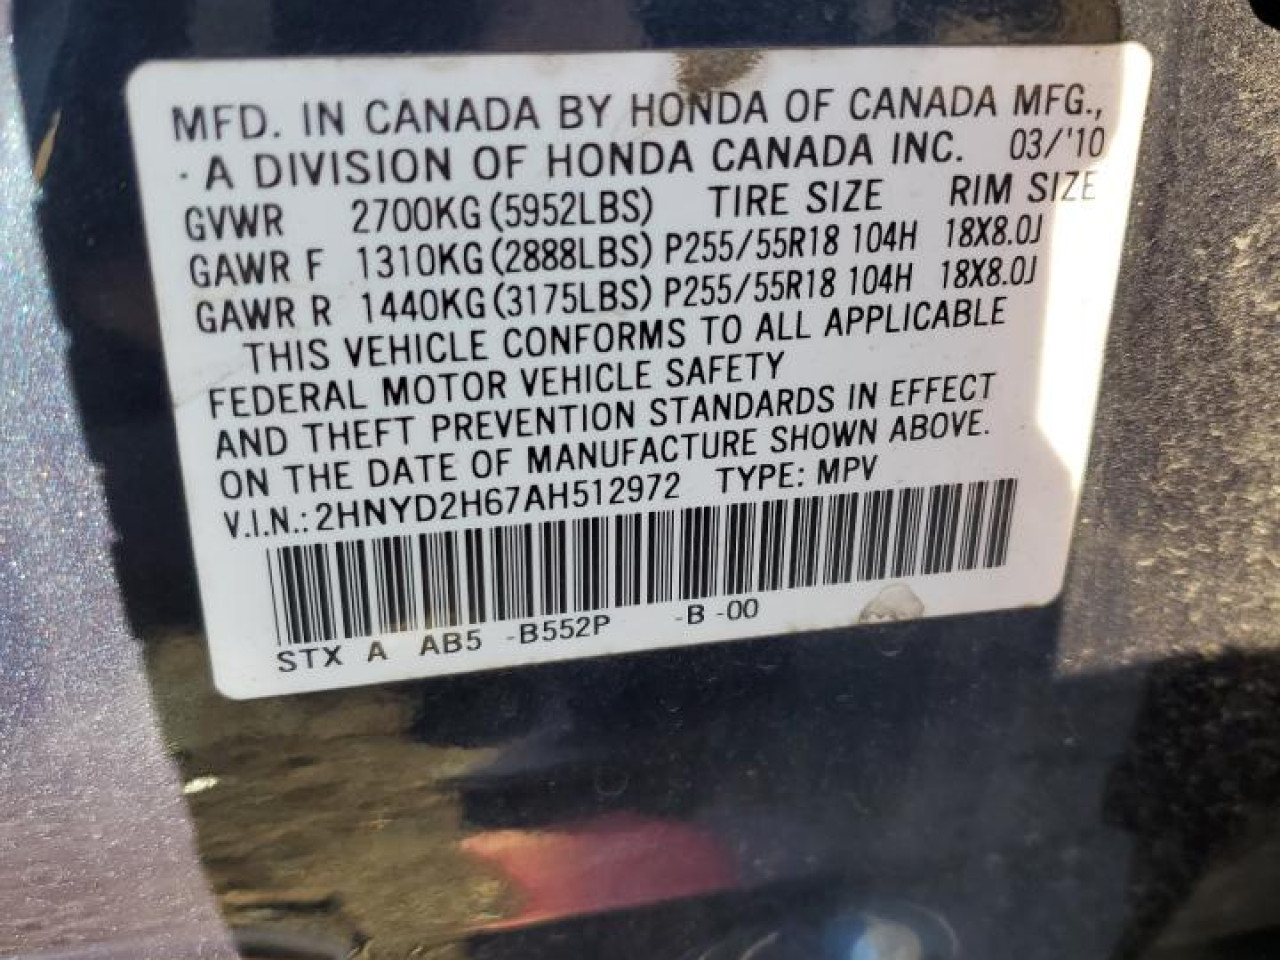 MFD. IN CANADA BY HONDA OF CANADA MFG.,
· A DIVISION OF HONDA CANADA INC. 03/'10
GVWR 2700KG (5952LBS) TIRE SIZE RIM SIZE
GAWR F 1310KG (2888LBS) P255/55R18 104H 18X8.0J
GAWR R 1440KG (3175LBS) P255/55R18 104H 18X8.0J
THIS VEHICLE CONFORMS TO ALL APPLICABLE
FEDERAL MOTOR VEHICLE SAFETY
AND THEFT PREVENTION STANDARDS IN EFFECT
ON THE DATE OF MANUFACTURE SHOWN ABOVE.
V.I.N.: 2HNYD2H67AH512972 TYPE: MPV
STX A AB5 -B552P -B -00